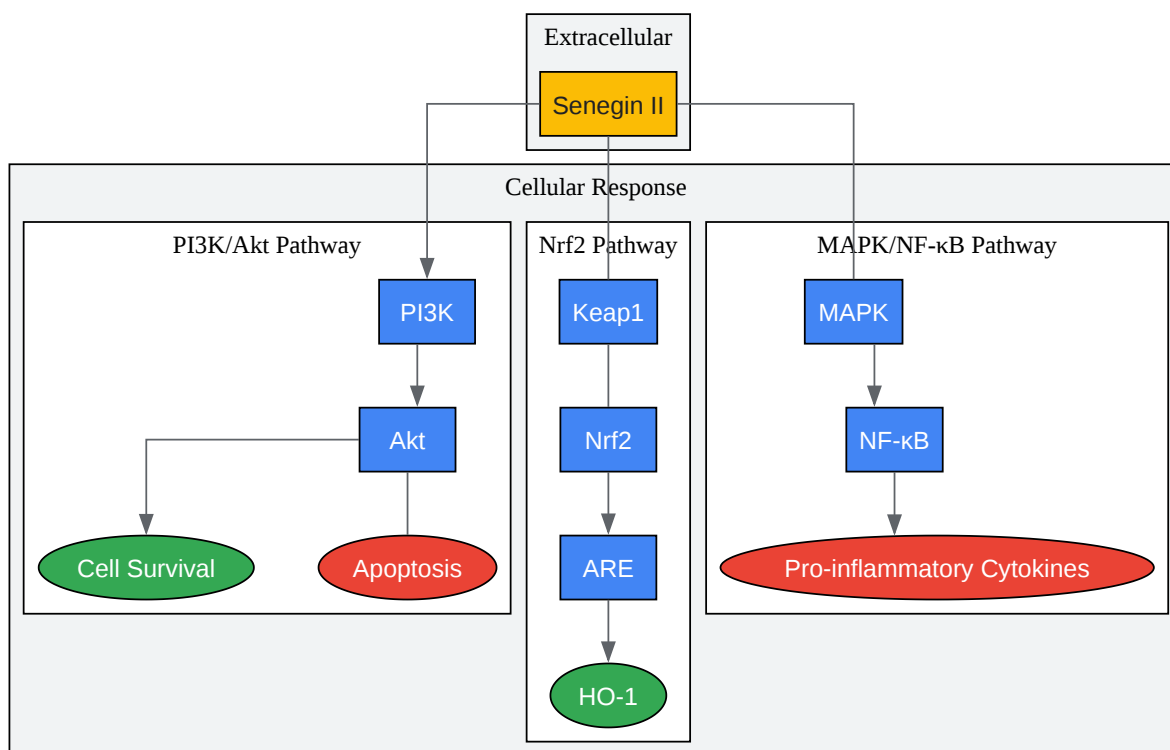 Extracellular
Senegin II
Cellular Response
PI3K/Akt Pathway
Nrf2 Pathway
MAPK/NF-κB Pathway
PI3K
Keap1
MAPK
Akt
Nrf2
NF-κB
Cell Survival
Apoptosis
ARE
Pro-inflammatory Cytokines
HO-1